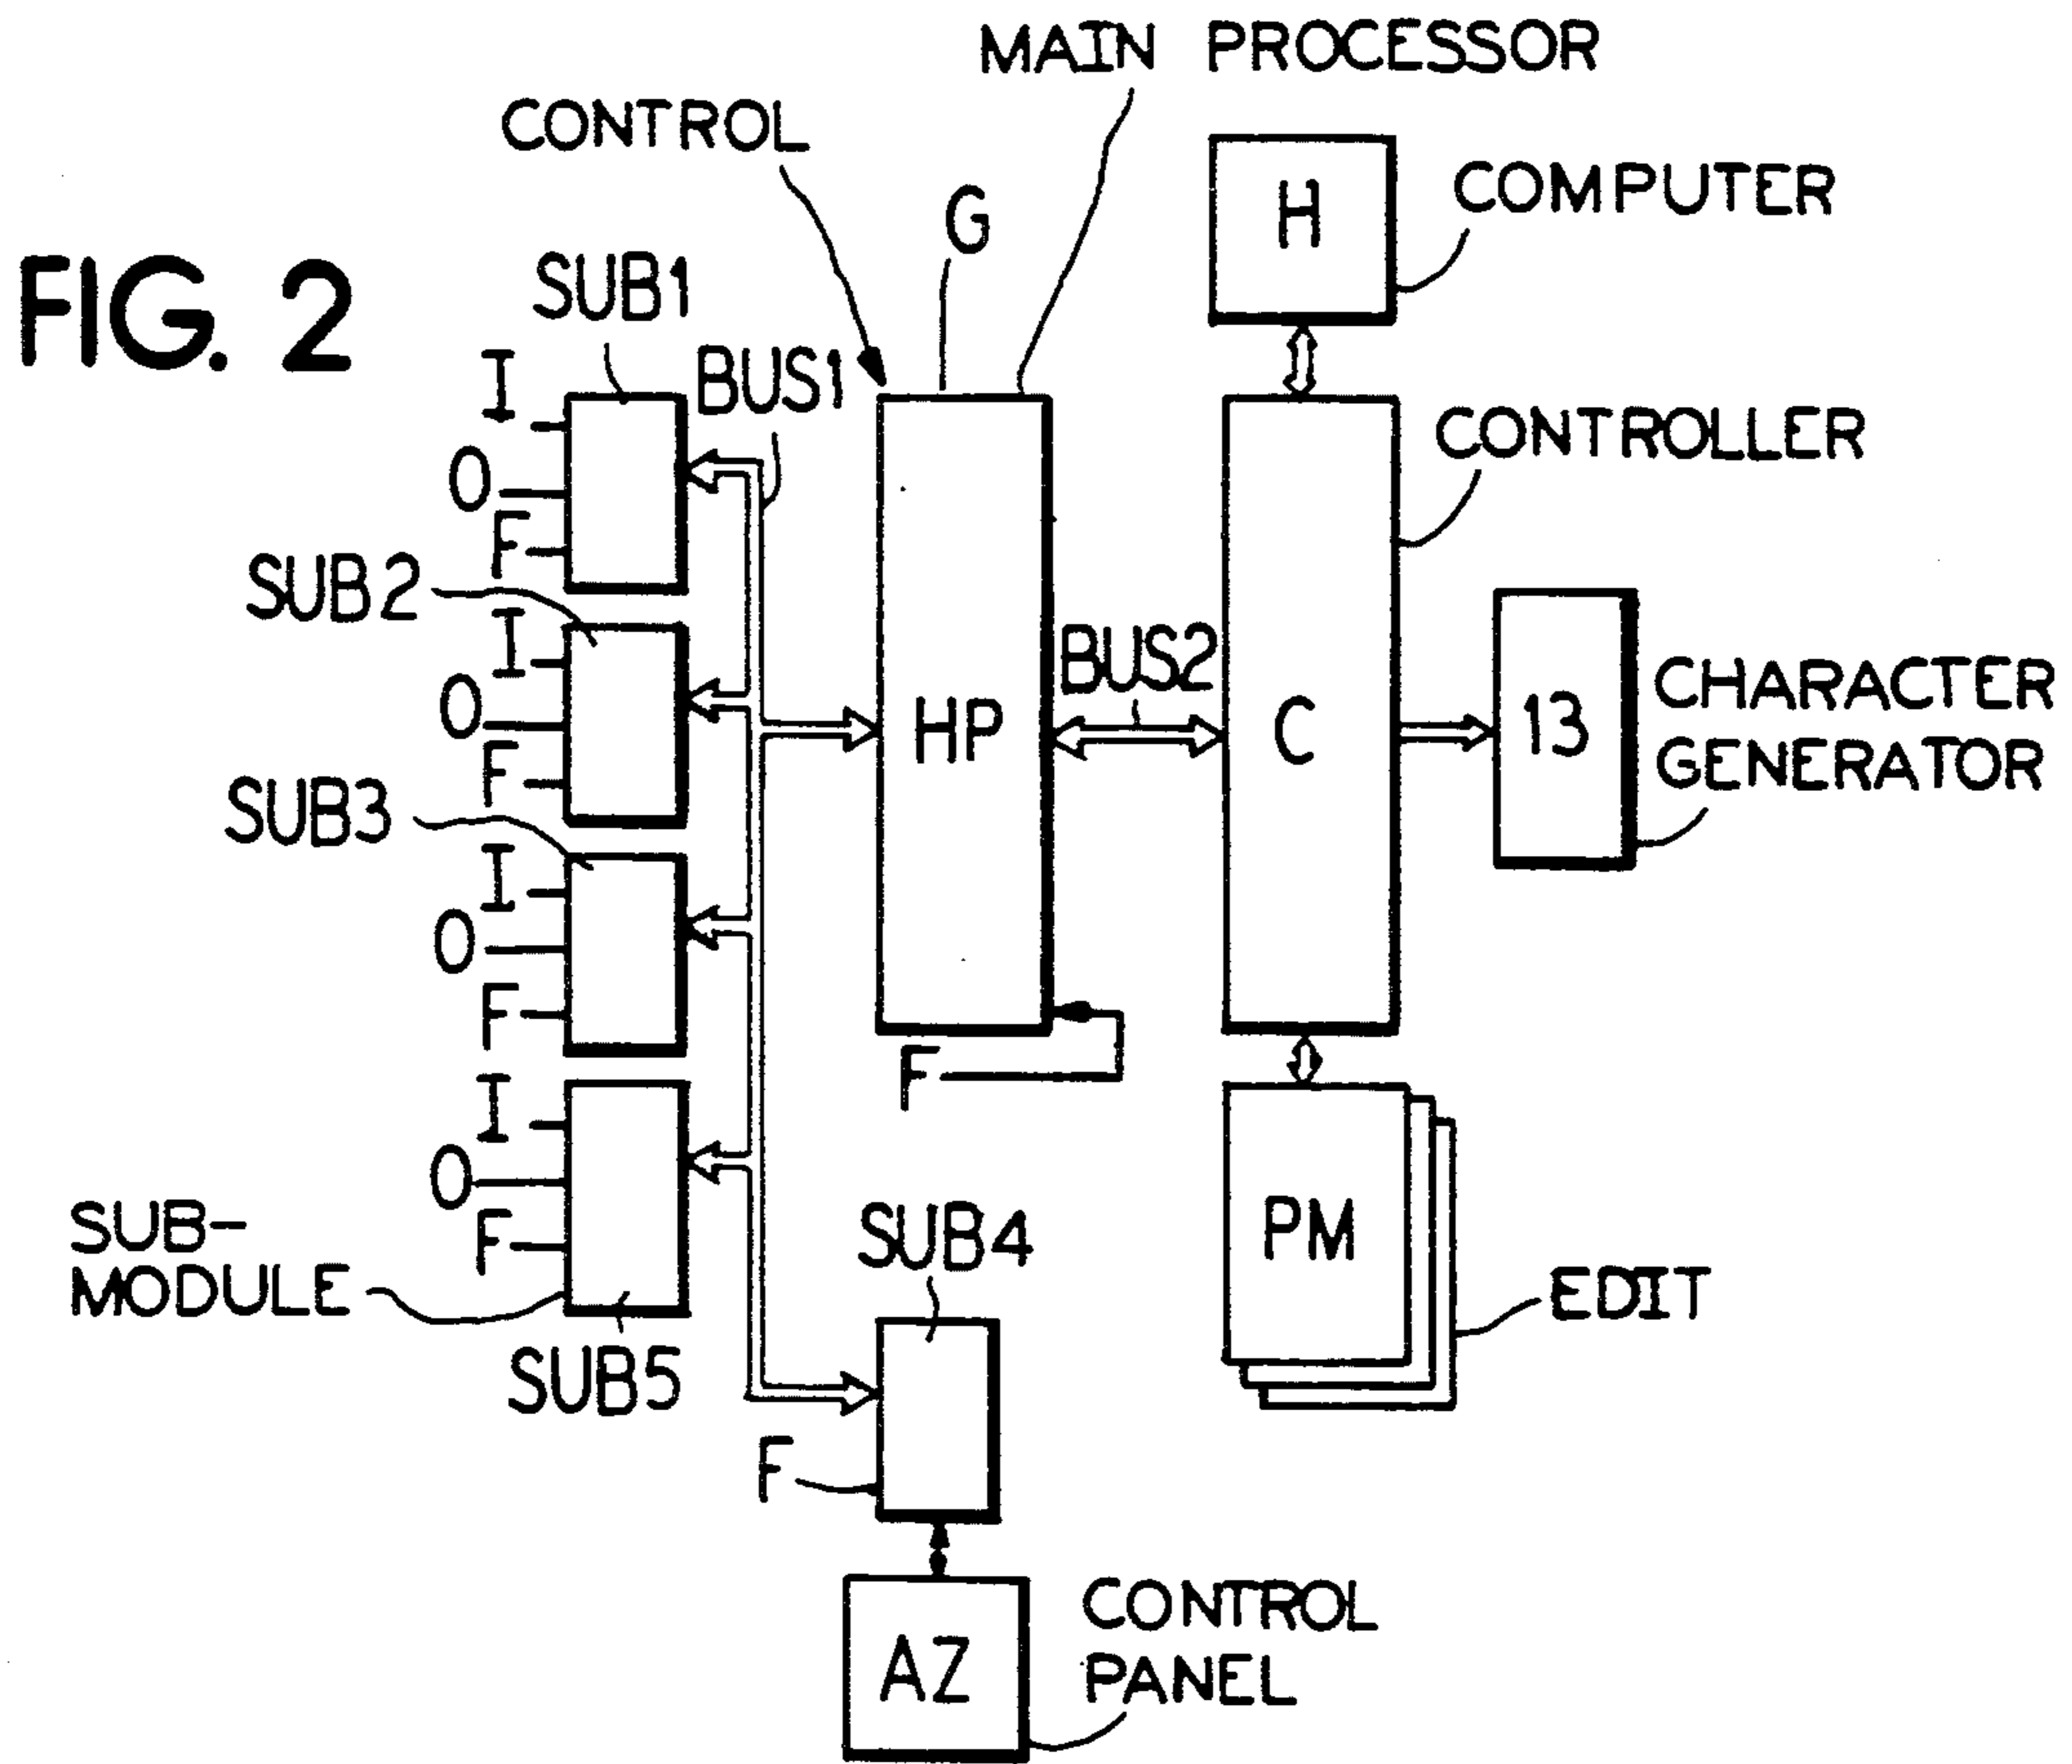 MAIN PROCESSOR
CONTROL
H
COMPUTER
G
FIG. 2
SUB1
BUS1
I
O
F
CONTROLLER
SUB2
I
O
F
BUS2
HP
C
13
CHARACTER
GENERATOR
SUB3
I
O
F
F
I
O
F
SUB-
MODULE
SUB4
PM
EDIT
SUB5
F
AZ
CONTROL
PANEL